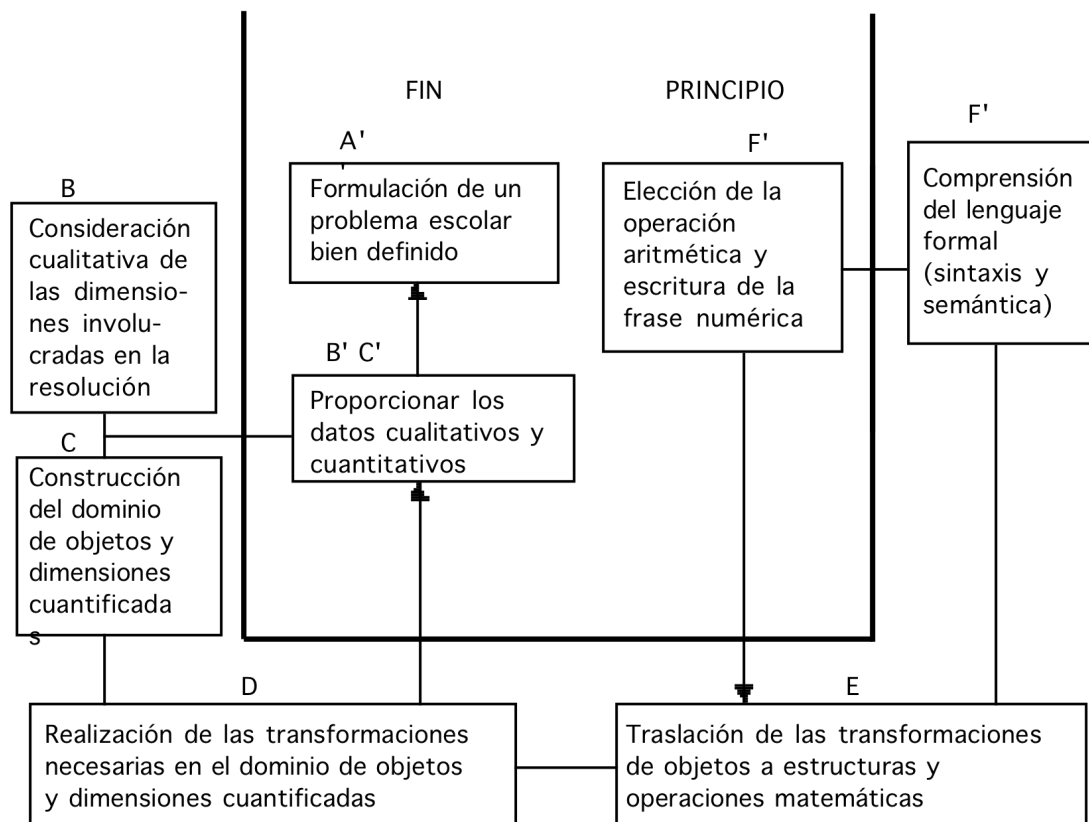 FIN
PRINCIPIO
F'
A'
F'
Formulación de un
problema escolar
bien definido
Elección de la
operación
aritmética y
escritura de la
frase numérica
Comprensión
del lenguaje
formal
(sintaxis y
semántica)
B
Consideración
cualitativa de
las dimensio-
nes involu-
cradas en la
resolución
B' C'
Proporcionar los
datos cualitativos y
cuantitativos
C
Construcción
del dominio
de objetos y
dimensiones
cuantificada
s
D
E
Realización de las transformaciones
necesarias en el dominio de objetos
y dimensiones cuantificadas
Traslación de las transformaciones
de objetos a estructuras y
operaciones matemáticas